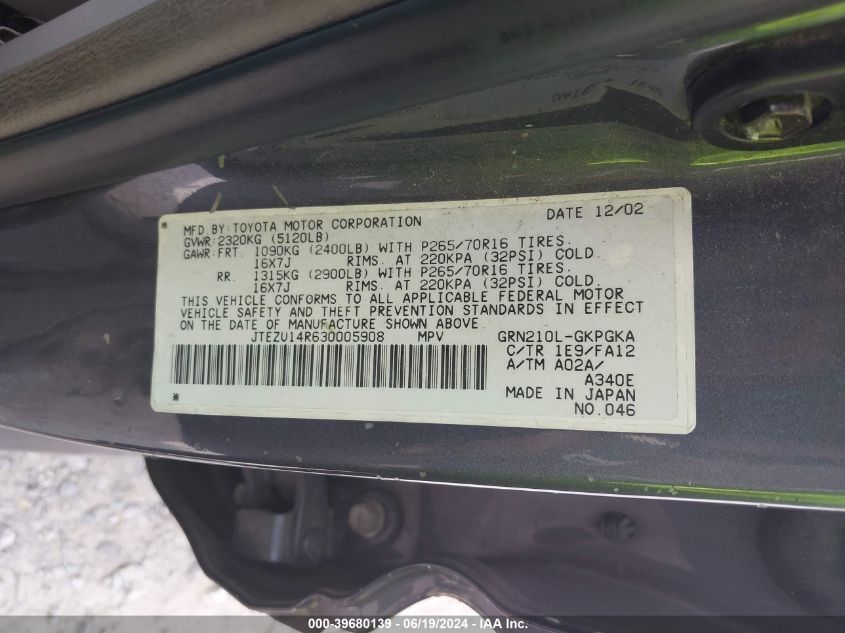 MFD BY: TOYOTA MOTOR CORPORATION DATE 12/02
GVWR: 2320KG (5120LB)
GAWR: FRT. 1090KG (2400LB) WITH P265/70R16 TIRES.
16X7J RIMS. AT 220KPA (32PSI) COLD.
RR. 1315KG (2900LB) WITH P265/70R16 TIRES.
16X7J RIMS. AT 220KPA (32PSI) COLD.
THIS VEHICLE CONFORMS TO ALL APPLICABLE FEDERAL MOTOR
VEHICLE SAFETY AND THEFT PREVENTION STANDARDS IN EFFECT
ON THE DATE OF MANUFACTURE SHOWN ABOVE.
JTEZU14R630005908 MPV GRN210L-GKPGKA
C/TR 1E9/FA12
A/TM A02A/
A340E
MADE IN JAPAN
NO.046
000-39680139 - 06/19/2024 - IAAI.com